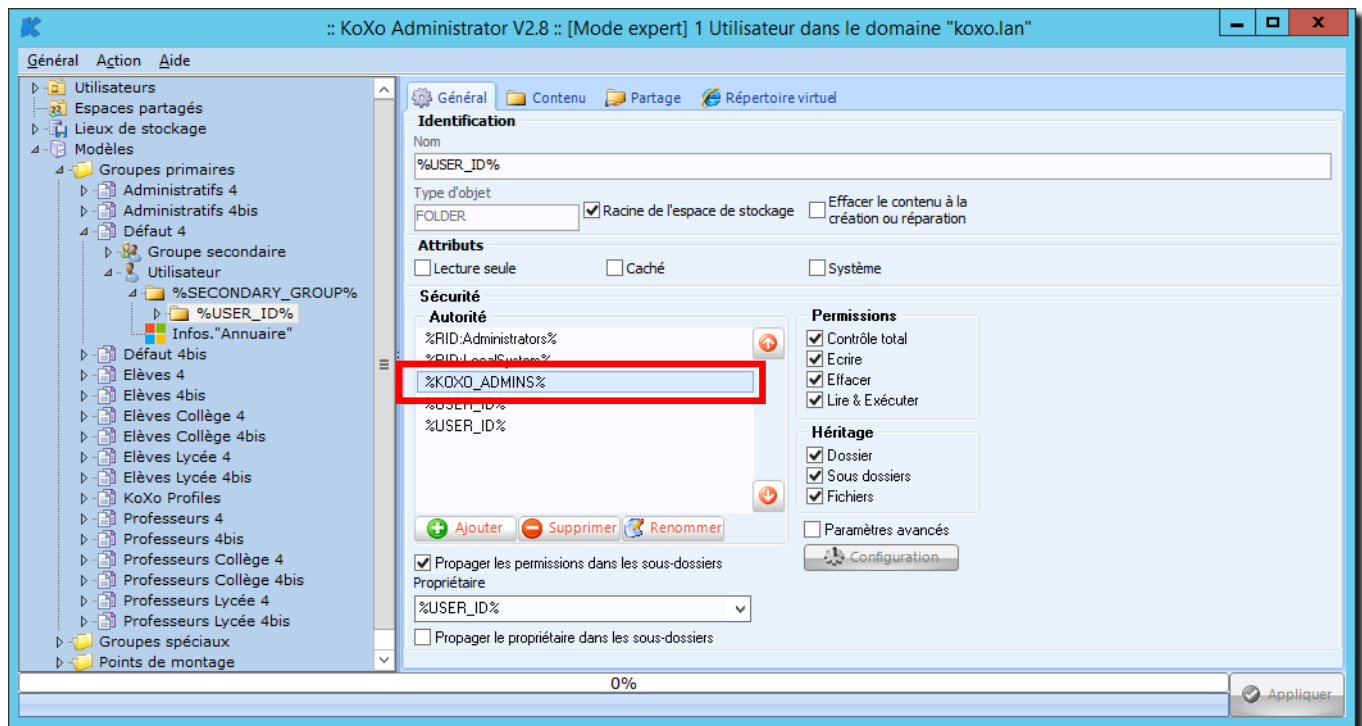 :: KoXo Administrator V2.8 :: [Mode expert] 1 Utilisateur dans le domaine "koxo.lan"
Général Action Aide
Utilisateurs
Espaces partagés
Lieux de stockage
Modèles
Groupes primaires
Administratifs 4
Administratifs 4bis
Défaut 4
Groupe secondaire
Utilisateur
%SECONDARY_GROUP%
%USER_ID%
Infos."Annuaire"
Défaut 4bis
Elèves 4
Elèves 4bis
Elèves Collège 4
Elèves Collège 4bis
Elèves Lycée 4
Elèves Lycée 4bis
KoXo Profiles
Professeurs 4
Professeurs 4bis
Professeurs Collège 4
Professeurs Collège 4bis
Professeurs Lycée 4
Professeurs Lycée 4bis
Groupes spéciaux
Points de montage
Général Contenu Partage Répertoire virtuel
Identification
Nom
%USER_ID%
Type d'objet
FOLDER
Racine de l'espace de stockage
Effacer le contenu à la
création ou réparation
Attributs
Lecture seule Caché Système
Sécurité
Autorité
%RID:Administrators%
%RID:LocalSystem%
%KOXO_ADMINS%
%USER_ID%
%USER_ID%
Ajouter Supprimer Renommer
Propager les permissions dans les sous-dossiers
Propriétaire
%USER_ID%
Propager le propriétaire dans les sous-dossiers
Permissions
Contrôle total
Ecrire
Effacer
Lire & Exécuter
Héritage
Dossier
Sous dossiers
Fichiers
Paramètres avancés
Configuration
0%
Appliquer